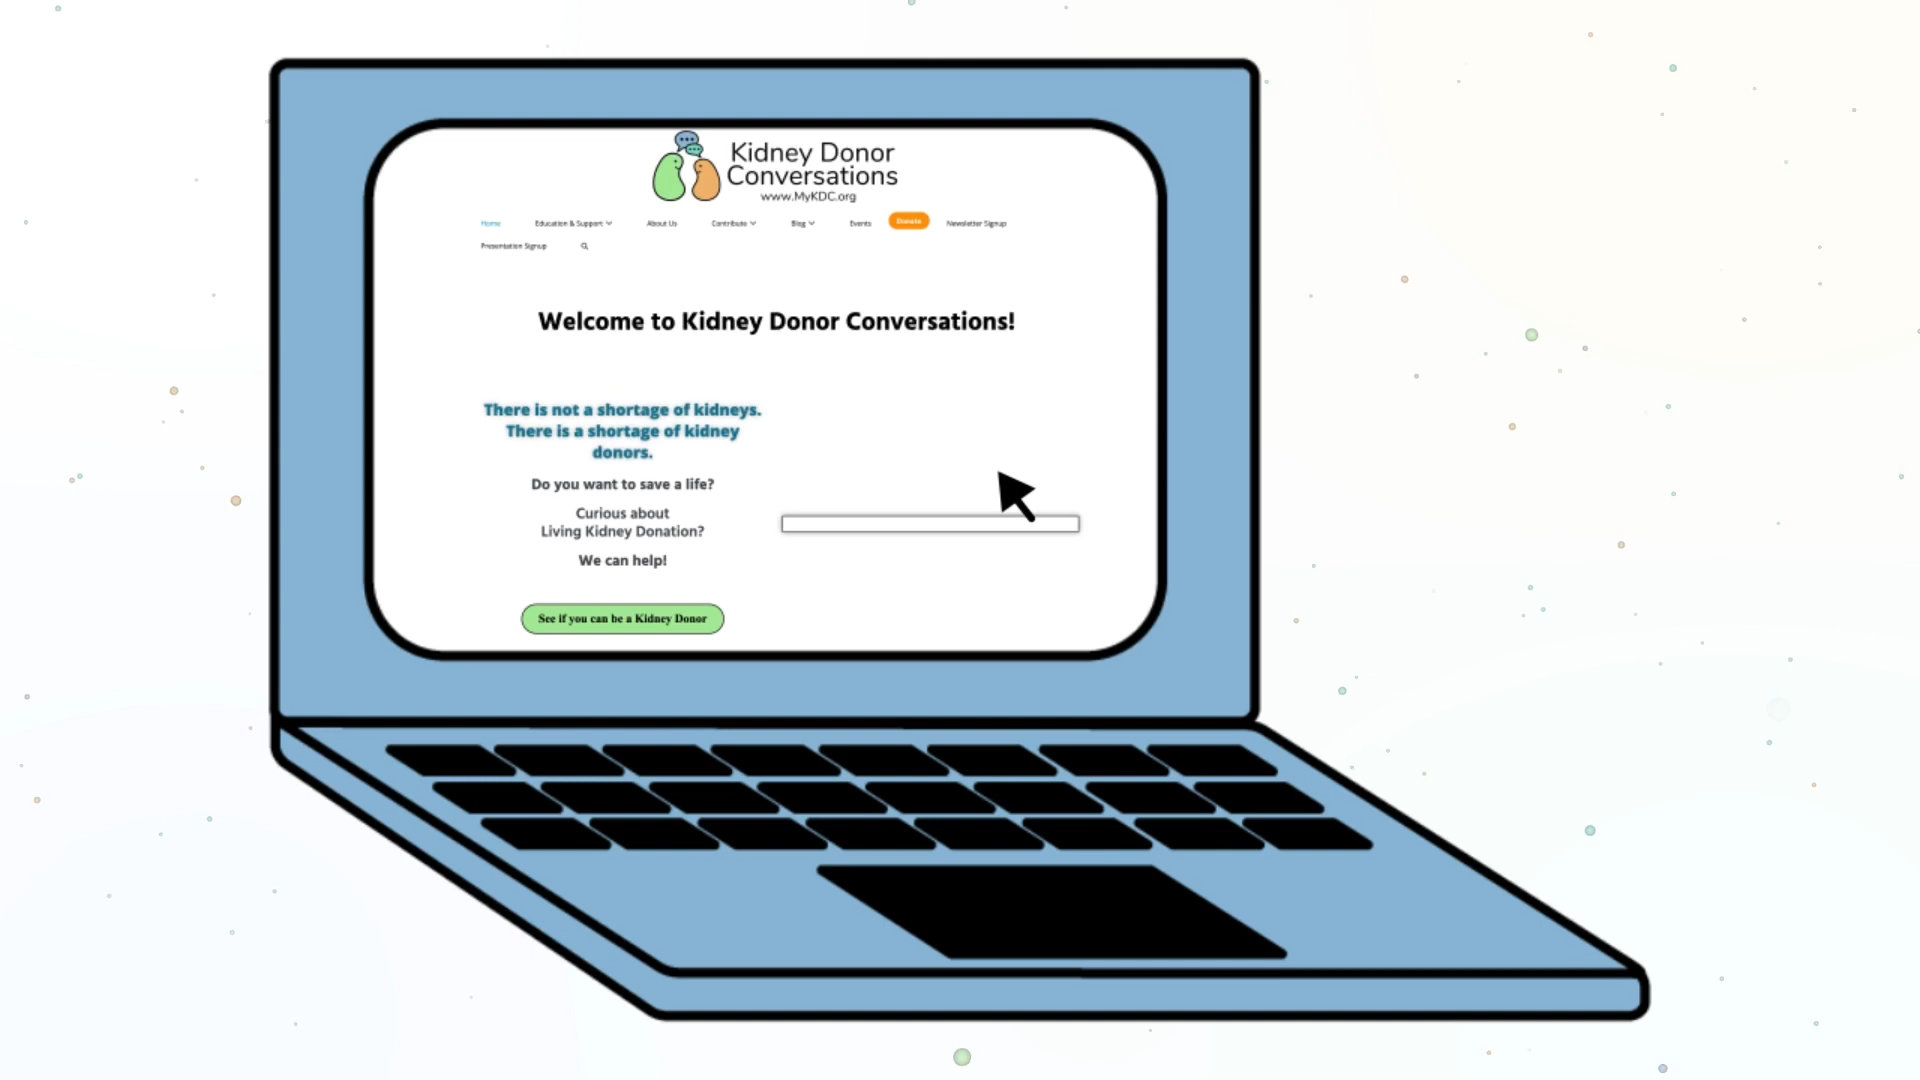 Kidney Donor
Conversations
www.MyKDC.org
Home Education & Support About Us Contribute Blog Events Donate Newsletter Signup
Presentation Signup
Welcome to Kidney Donor Conversations!
There is not a shortage of kidneys.
There is a shortage of kidney
donors.
Do you want to save a life?
Curious about
Living Kidney Donation?
We can help!
See if you can be a Kidney Donor